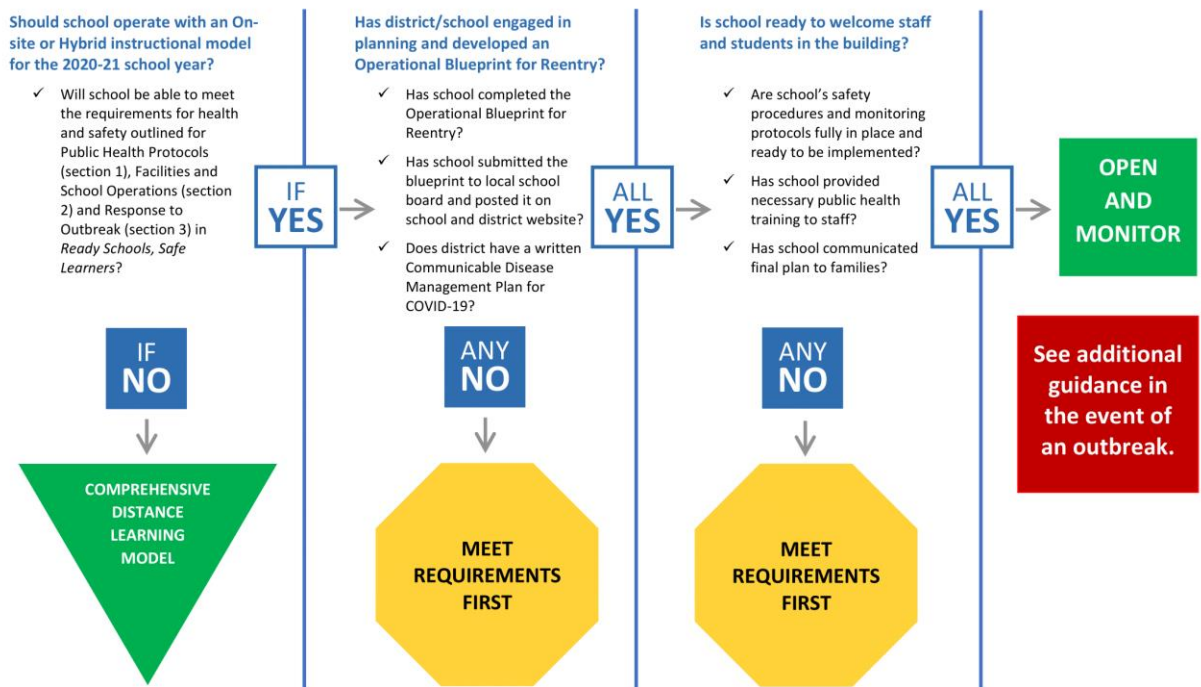 Should school operate with an On-
site or Hybrid instructional model
for the 2020-21 school year?
✓ Will school be able to meet
the requirements for health
and safety outlined for
Public Health Protocols
(section 1), Facilities and
School Operations (section
2) and Response to
Outbreak (section 3) in
Ready Schools, Safe
Learners?
IF
YES
IF
NO
COMPREHENSIVE
DISTANCE
LEARNING
MODEL
Has district/school engaged in
planning and developed an
Operational Blueprint for Reentry?
✓ Has school completed the
Operational Blueprint for
Reentry?
✓ Has school submitted the
blueprint to local school
board and posted it on
school and district website?
✓ Does district have a written
Communicable Disease
Management Plan for
COVID-19?
ALL
YES
ANY
NO
MEET
REQUIREMENTS
FIRST
Is school ready to welcome staff
and students in the building?
✓ Are school's safety
procedures and monitoring
protocols fully in place and
ready to be implemented?
✓ Has school provided
necessary public health
training to staff?
✓ Has school communicated
final plan to families?
ALL
YES
ANY
NO
MEET
REQUIREMENTS
FIRST
OPEN
AND
MONITOR
See additional
guidance in
the event of
an outbreak.